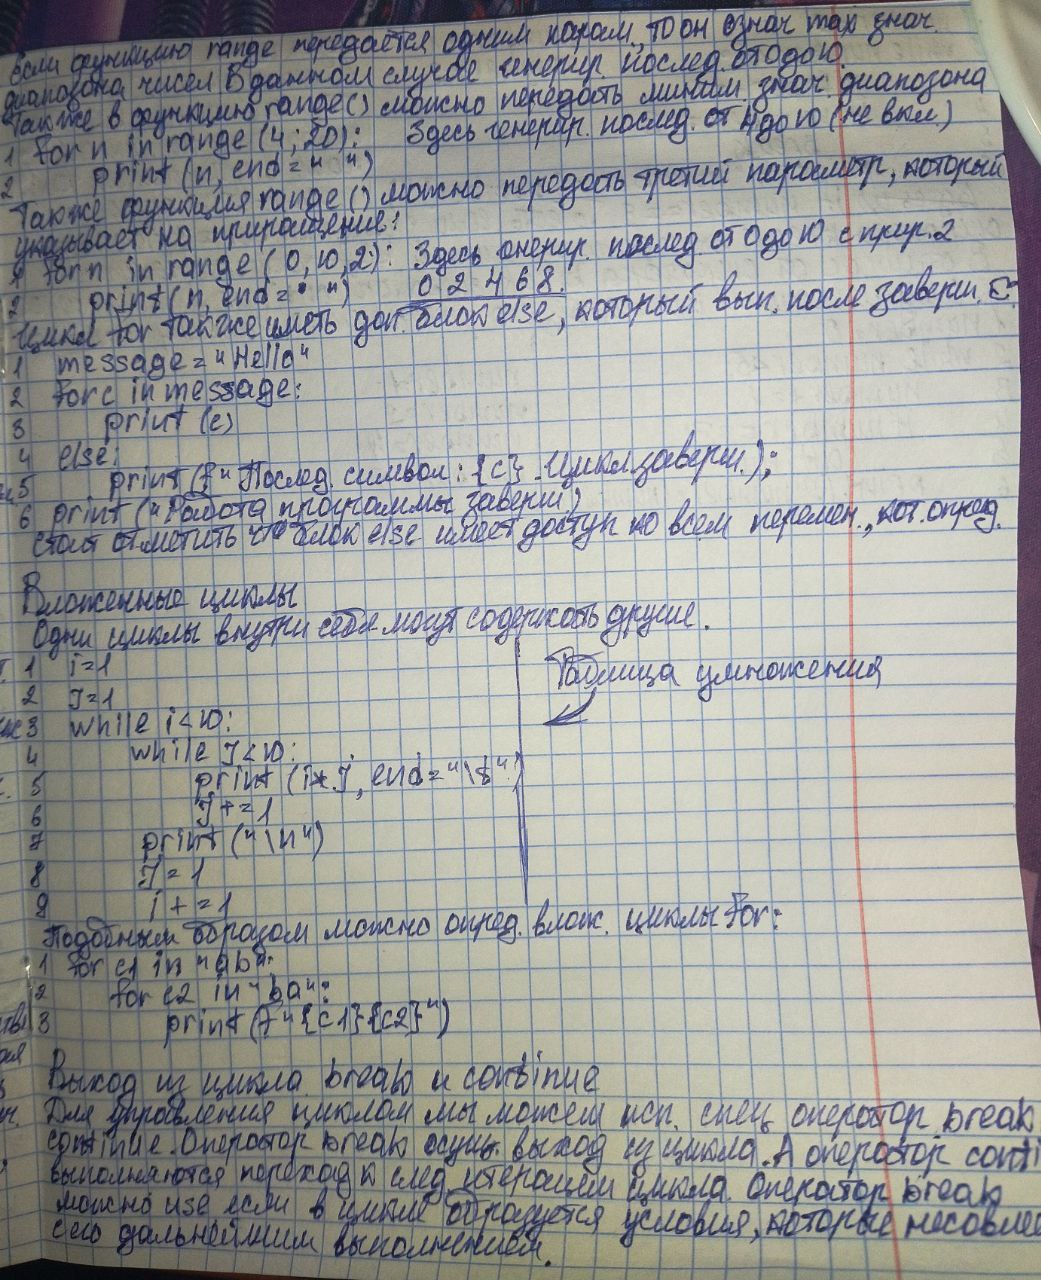 если функцию range передается одним парам. то он означ max знач.
диапазона чисел В данном случае генерир. послед. от 0 до 10.
Также в функцию range() можно передость миним знач. диапозона
1 for n in range (4; 20): Здесь генерир. послед. от 4 до 10 (не вкл.)
2 print (n, end=" ")
Также функция range () можно передость третий параметр, который
указывает на приращение:
1 for n in range (0, 10, 2): Здесь генерир. послед. от 0 до 10 с прир. 2
2 print (n, end=" ") 0 2 4 6 8.
Цикл for также иметь доп. блок else, который вып. после заверш.
1 message = "Hello"
2 for c in message:
3 print (c)
4 else:
5 print (f" Послед. символ: {c}. Цикл заверш.);
6 print ("Работа программы заверш.)
стоит отметить что блок else имеет доступ ко всем перемен., кот. опред.
Вложенные циклы
Одни циклы внутри себя могут содержать другие.
1 i=1 Таблица умножения
2 J=1
3 while i<10:
4 while J<10:
5 print (i*J, end="\t")
6 J+=1
7 print ("\n")
8 J=1
9 i+=1
Подобным образом можно опред. влож. циклы for:
1 for c1 in "ab":
2 for c2 in "ba":
3 print (f"{c1}{c2}")
Выход из цикла. break и continue
Для управления циклом мы можем исп. спец. оператор break
continue. Оператор break осущ. выход из цикла. А оператор conti
выполняются переход к след. итерацией цикла. Оператор break
можно use если в цикле образуется условия, которые несовмес
с его дальнейшим выполнением.